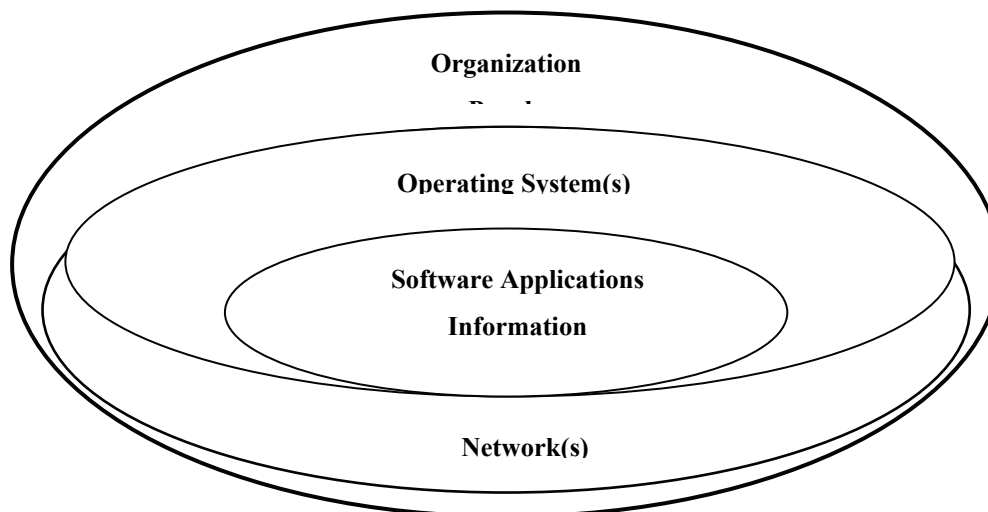 Organization
Operating System(s)
Software Applications
Information
Network(s)